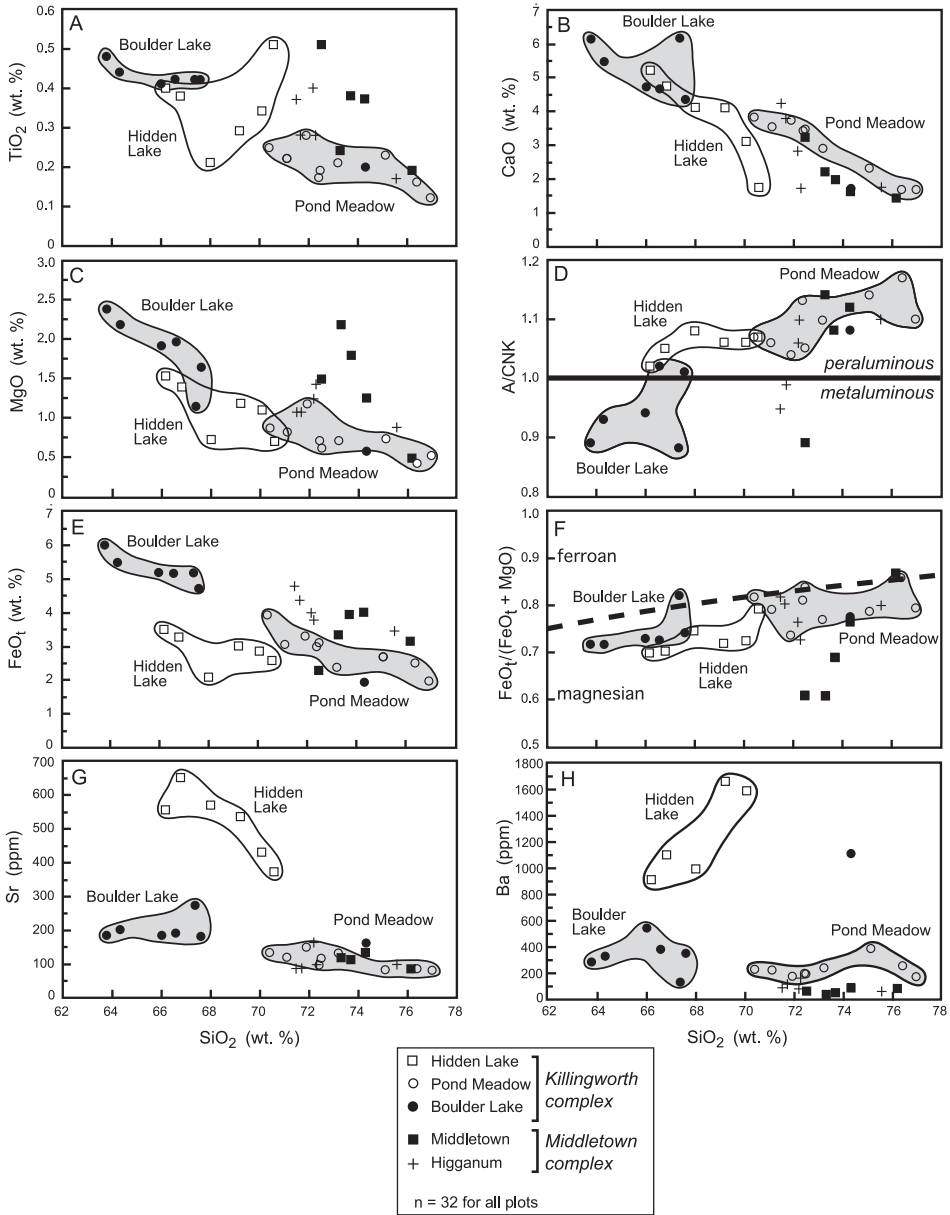 A
Boulder Lake
Hidden
Lake
Pond Meadow
TiO2 (wt. %)
0.6
0.5
0.4
0.3
0.2
0.1
0
B
Boulder Lake
Hidden
Lake
Pond Meadow
CaO (wt. %)
7
6
5
4
3
2
1
0
C
Boulder Lake
Hidden
Lake
Pond Meadow
MgO (wt. %)
3.0
2.5
2.0
1.5
1.0
0.5
0
D
Pond Meadow
Hidden
Lake
peraluminous
metaluminous
Boulder Lake
A/CNK
1.2
1.1
1.0
0.9
0.8
E
Boulder Lake
Hidden
Lake
Pond Meadow
FeOt (wt. %)
7
6
5
4
3
2
1
0
F
ferroan
Boulder Lake
Hidden
Lake
Pond Meadow
magnesian
FeOt/(FeOt + MgO)
1.0
0.9
0.8
0.7
0.6
0.5
G
Hidden
Lake
Boulder Lake
Pond Meadow
Sr (ppm)
700
600
500
400
300
200
100
0
62 64 66 68 70 72 74 76 78
SiO2 (wt. %)
H
Hidden
Lake
Boulder
Lake
Pond Meadow
Ba (ppm)
1800
1600
1400
1200
1000
800
600
400
200
0
62 64 66 68 70 72 74 76 78
SiO2 (wt. %)
Hidden Lake
Pond Meadow
Boulder Lake
Killingworth
complex
Middletown
Higganum
Middletown
complex
n = 32 for all plots